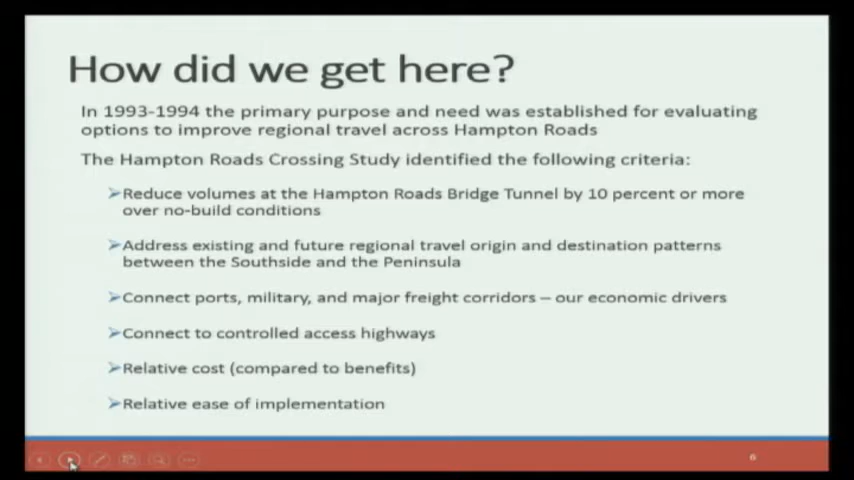 How did we get here?
In 1993-1994 the primary purpose and need was established for evaluating
options to improve regional travel across Hampton Roads
The Hampton Roads Crossing Study identified the following criteria:
Reduce volumes at the Hampton Roads Bridge Tunnel by 10 percent or more
over no-build conditions
Address existing and future regional travel origin and destination patterns
between the Southside and the Peninsula
Connect ports, military, and major freight corridors – our economic drivers
Connect to controlled access highways
Relative cost (compared to benefits)
Relative ease of implementation
6